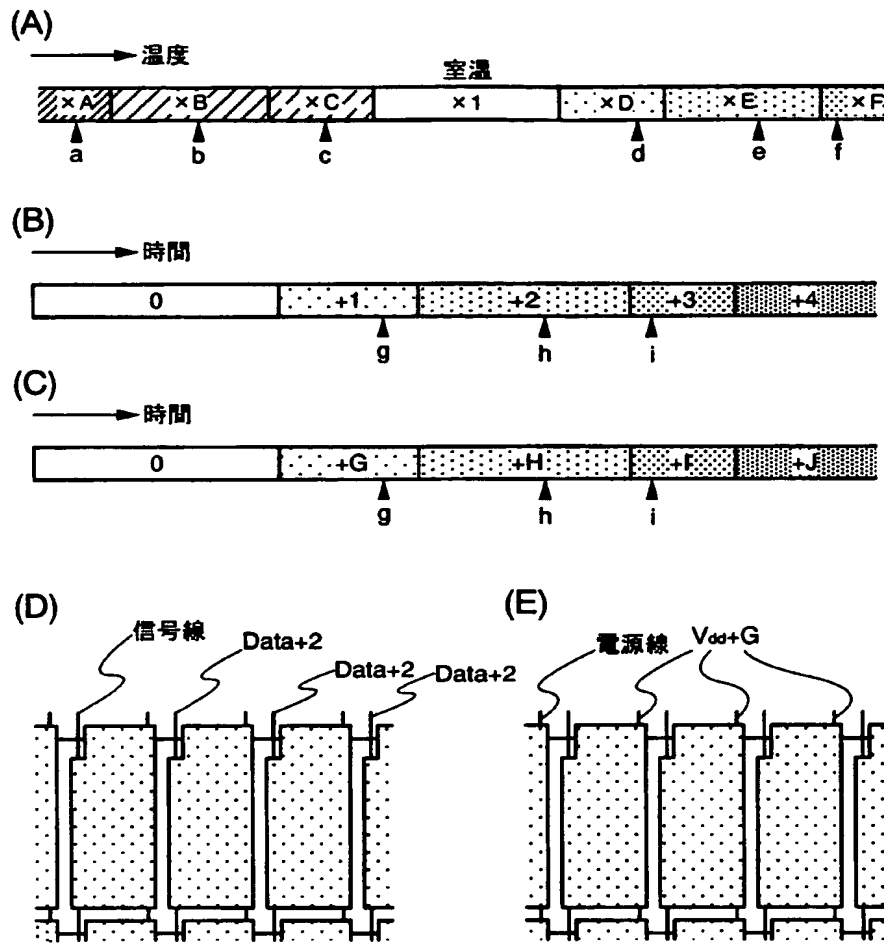 (A)
温度
室温
×A ×B ×C ×1 ×D ×E ×F
a b c d e f
(B)
時間
0 +1 +2 +3 +4
g h i
(C)
時間
0 +G +H +I +J
g h i
(D)
信号線
Data+2
Data+2
Data+2
(E)
電源線
Vdd+G